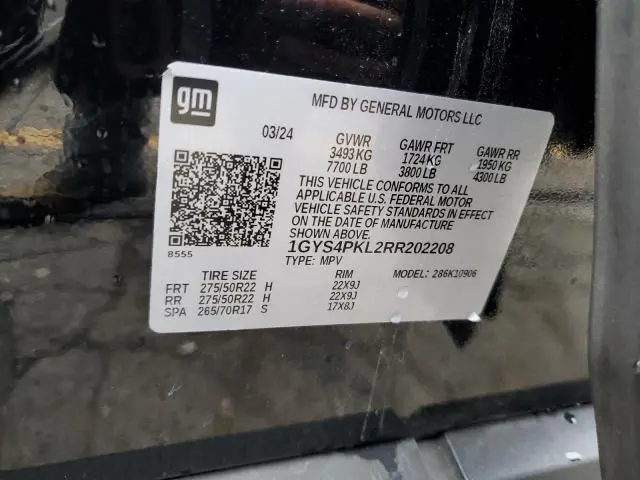 gm
MFD BY GENERAL MOTORS LLC
03/24 GVWR GAWR FRT GAWR RR
3493 KG 1724 KG 1950 KG
7700 LB 3800 LB 4300 LB
THIS VEHICLE CONFORMS TO ALL
APPLICABLE U.S. FEDERAL MOTOR
VEHICLE SAFETY STANDARDS IN EFFECT
ON THE DATE OF MANUFACTURE
SHOWN ABOVE.
8555
1GYS4PKL2RR202208
TYPE: MPV MODEL: 286K10906
TIRE SIZE RIM
FRT 275/50R22 H 22X9J
RR 275/50R22 H 22X9J
SPA 265/70R17 S 17X8J